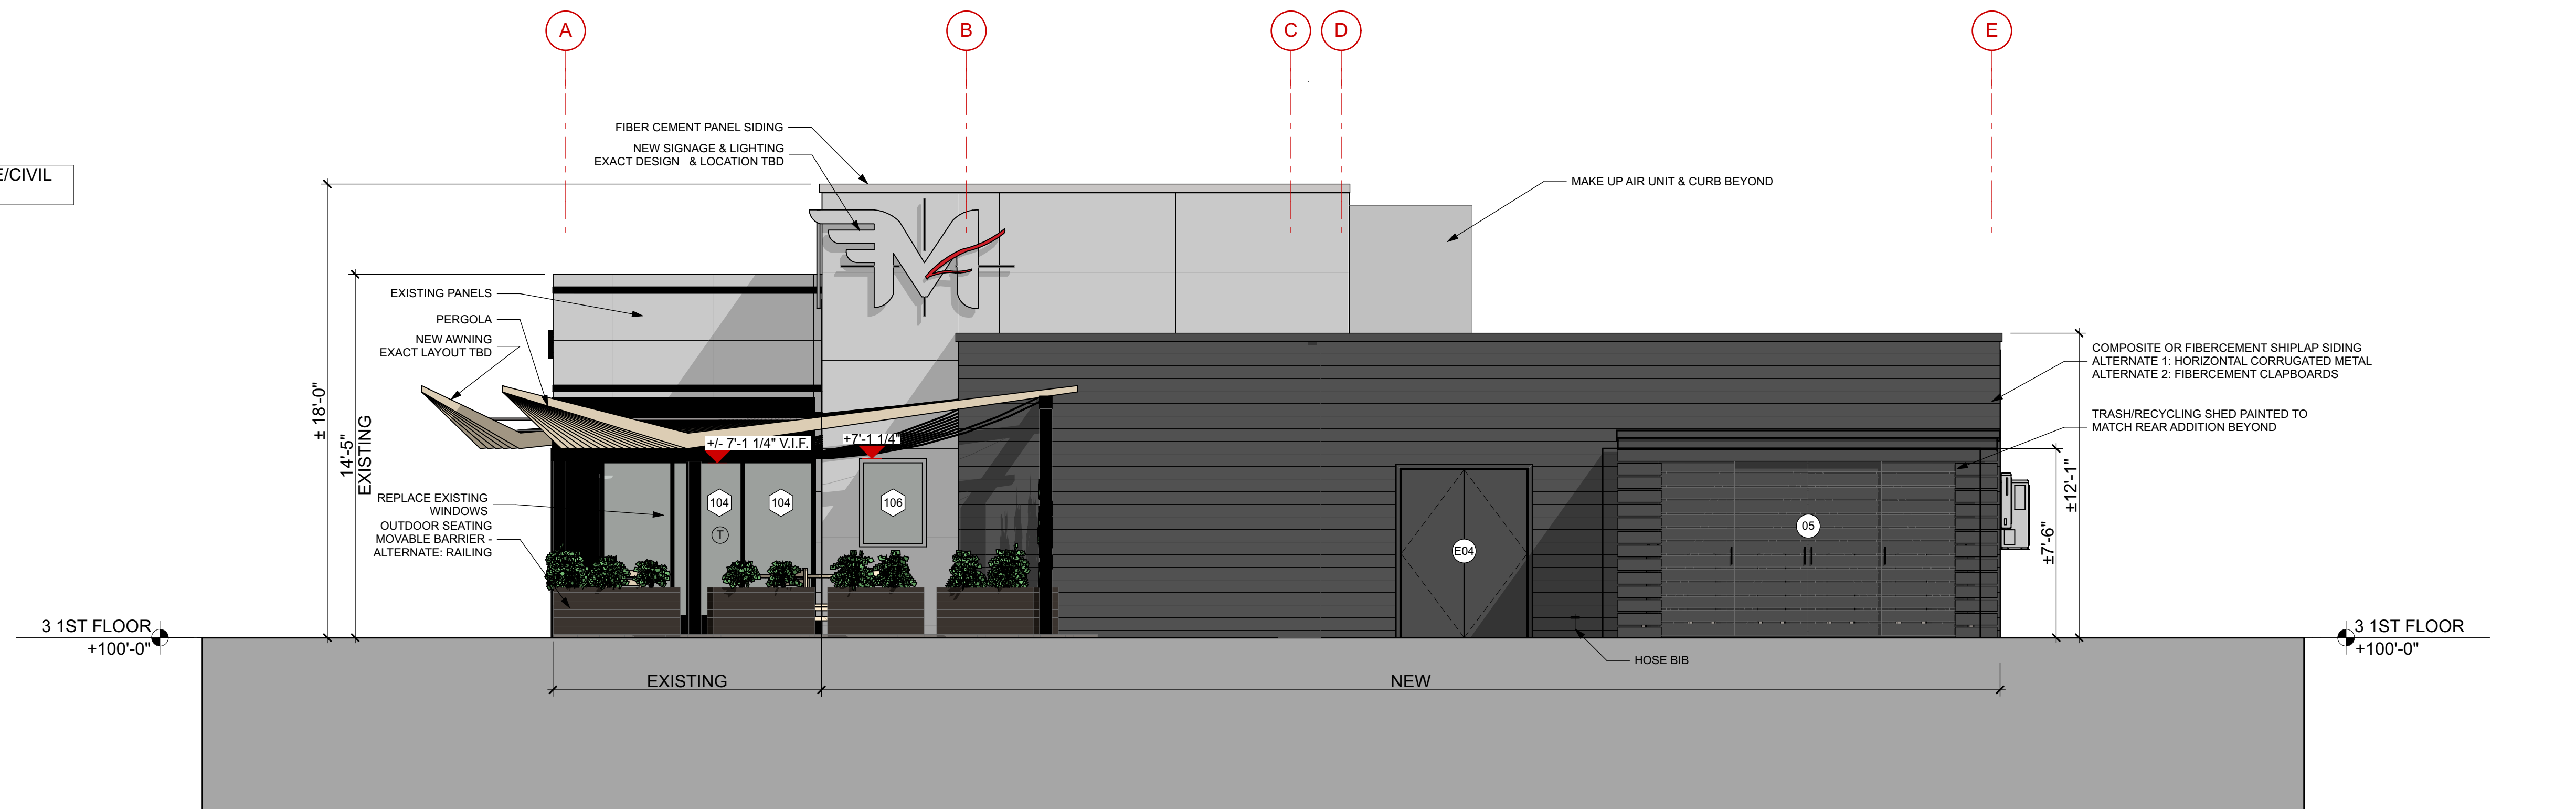 A
B
C
D
E
E/CIVIL
FIBER CEMENT PANEL SIDING
NEW SIGNAGE & LIGHTING
EXACT DESIGN & LOCATION TBD
MAKE UP AIR UNIT & CURB BEYOND
M
EXISTING PANELS
PERGOLA
NEW AWNING
EXACT LAYOUT TBD
± 18'-0"
14'-5"
EXISTING
COMPOSITE OR FIBERCEMENT SHIPLAP SIDING
ALTERNATE 1: HORIZONTAL CORRUGATED METAL
ALTERNATE 2: FIBERCEMENT CLAPBOARDS
TRASH/RECYCLING SHED PAINTED TO
MATCH REAR ADDITION BEYOND
+/- 7'-1 1/4" V.I.F.
+7'-1 1/4"
REPLACE EXISTING
WINDOWS
OUTDOOR SEATING
MOVABLE BARRIER -
ALTERNATE: RAILING
104
104
106
T
E04
05
±7'-6"
±12'-1"
3 1ST FLOOR
+100'-0"
3 1ST FLOOR
+100'-0"
HOSE BIB
EXISTING
NEW